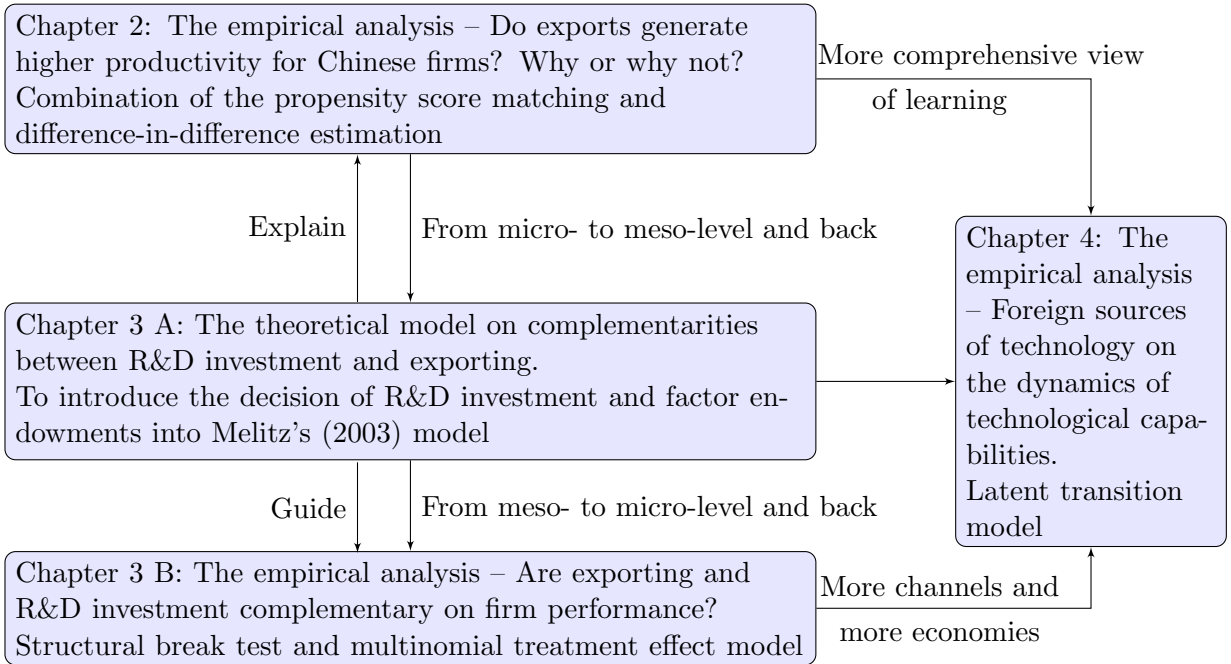 Chapter 2: The empirical analysis – Do exports generate
higher productivity for Chinese firms? Why or why not?
Combination of the propensity score matching and
difference-in-difference estimation
More comprehensive view
of learning
Explain
From micro- to meso-level and back
Chapter 3 A: The theoretical model on complementarities
between R&D investment and exporting.
To introduce the decision of R&D investment and factor en-
dowments into Melitz's (2003) model
Chapter 4: The
empirical analysis
– Foreign sources
of technology on
the dynamics of
technological capa-
bilities.
Latent transition
model
Guide
From meso- to micro-level and back
Chapter 3 B: The empirical analysis – Are exporting and
R&D investment complementary on firm performance?
Structural break test and multinomial treatment effect model
More channels and
more economies